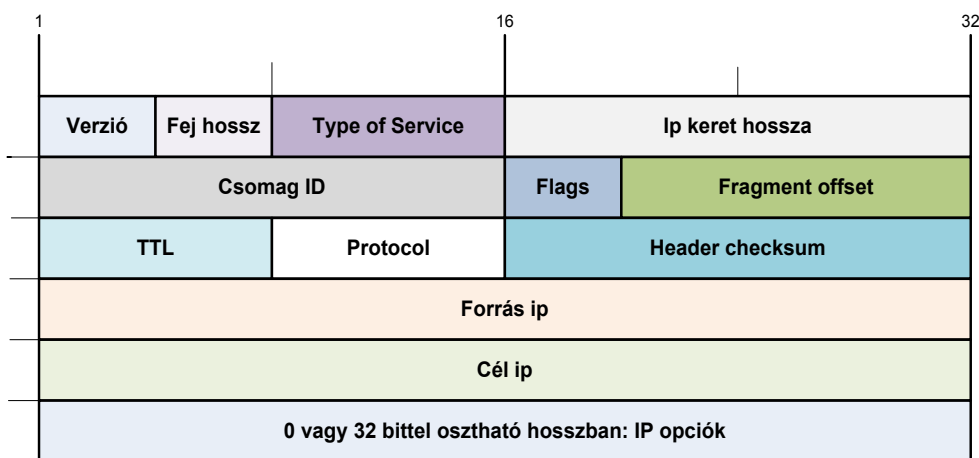 1 16 32
Verzió Fej hossz Type of Service Ip keret hossza
Csomag ID Flags Fragment offset
TTL Protocol Header checksum
Forrás ip
Cél ip
0 vagy 32 bittel osztható hosszban: IP opciók